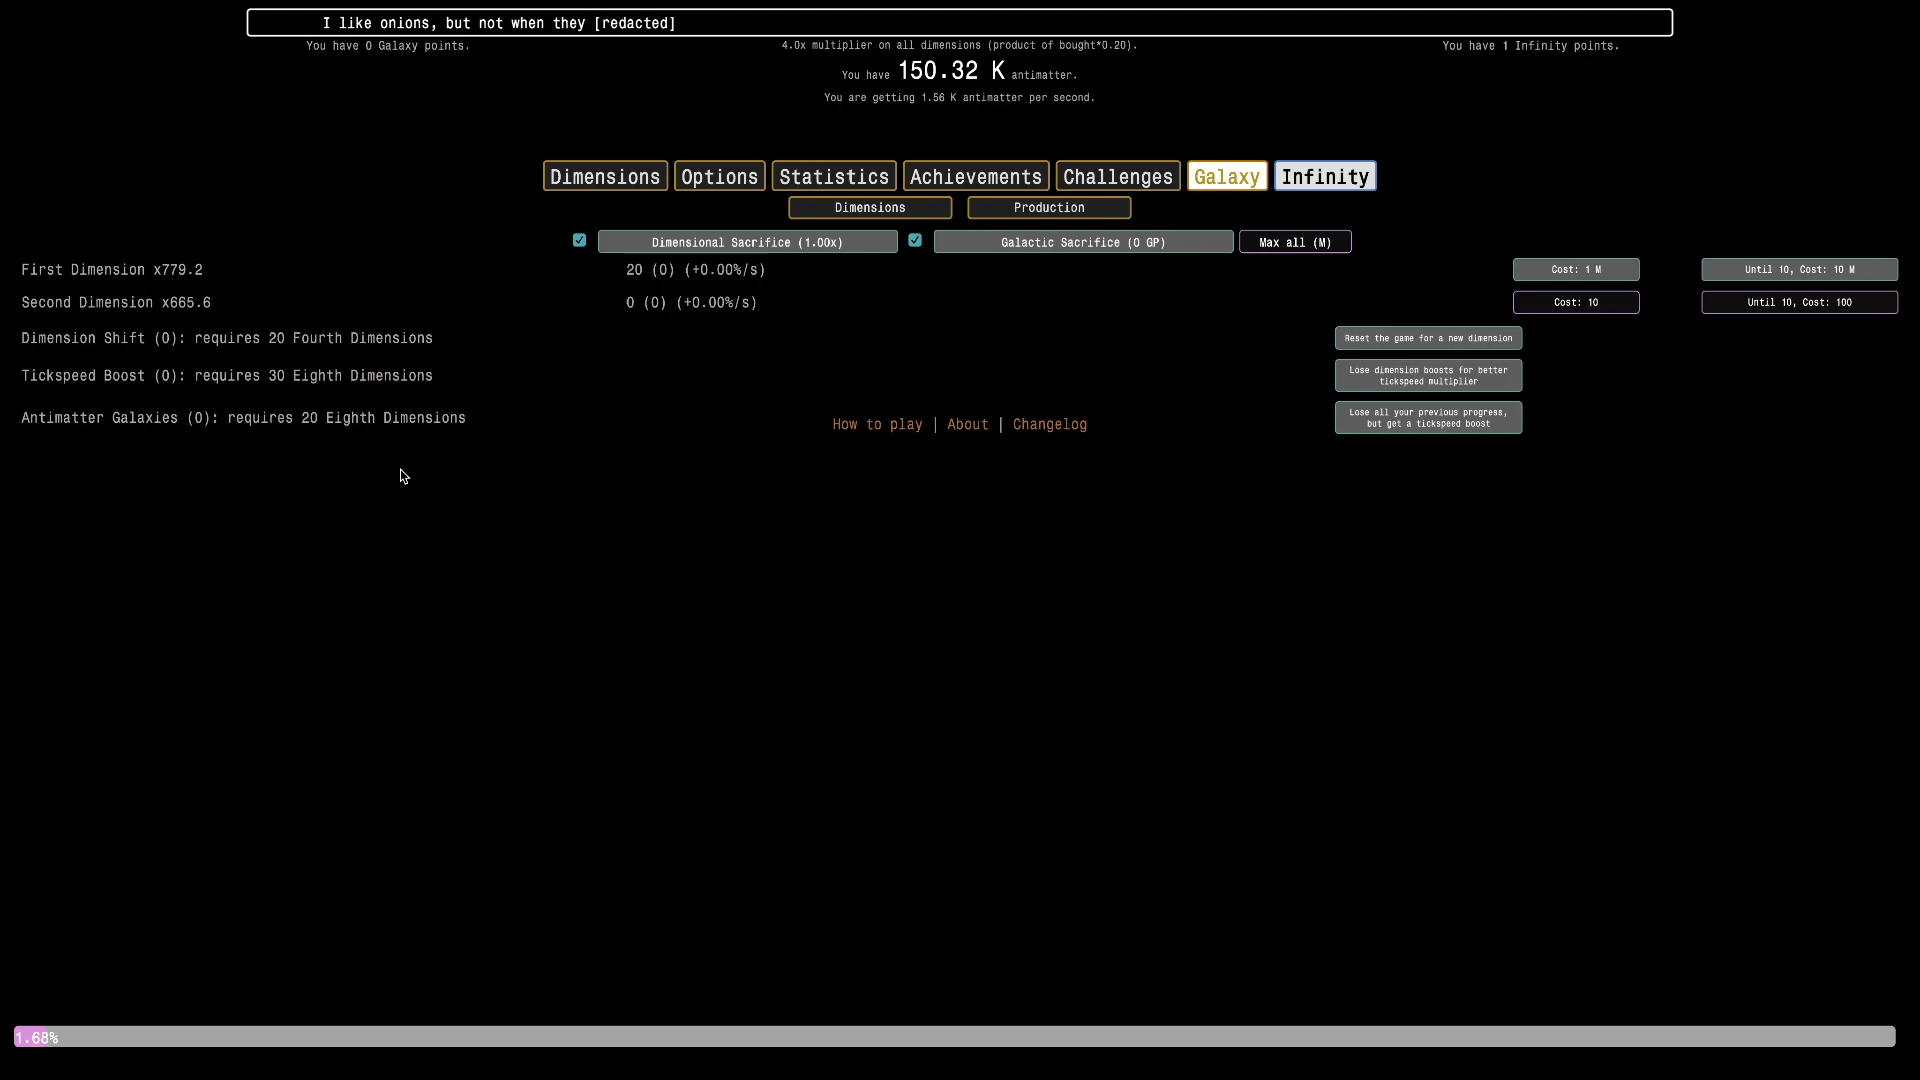 I like onions, but not when they [redacted]
You have 0 Galaxy points.
4.0x multiplier on all dimensions (product of bought*0.20).
You have 1 Infinity points.
You have 150.32 K antimatter.
You are getting 1.56 K antimatter per second.
Dimensions Options Statistics Achievements Challenges Galaxy Infinity
Dimensions Production
Dimensional Sacrifice (1.00x) Galactic Sacrifice (0 GP) Max all (M)
First Dimension x779.2 20 (0) (+0.00%/s) Cost: 1 M Until 10, Cost: 10 M
Second Dimension x665.6 0 (0) (+0.00%/s) Cost: 10 Until 10, Cost: 100
Dimension Shift (0): requires 20 Fourth Dimensions Reset the game for a new dimension
Tickspeed Boost (0): requires 30 Eighth Dimensions
Lose dimension boosts for better
tickspeed multiplier
Antimatter Galaxies (0): requires 20 Eighth Dimensions
Lose all your previous progress,
but get a tickspeed boost
How to play | About | Changelog
1.68%